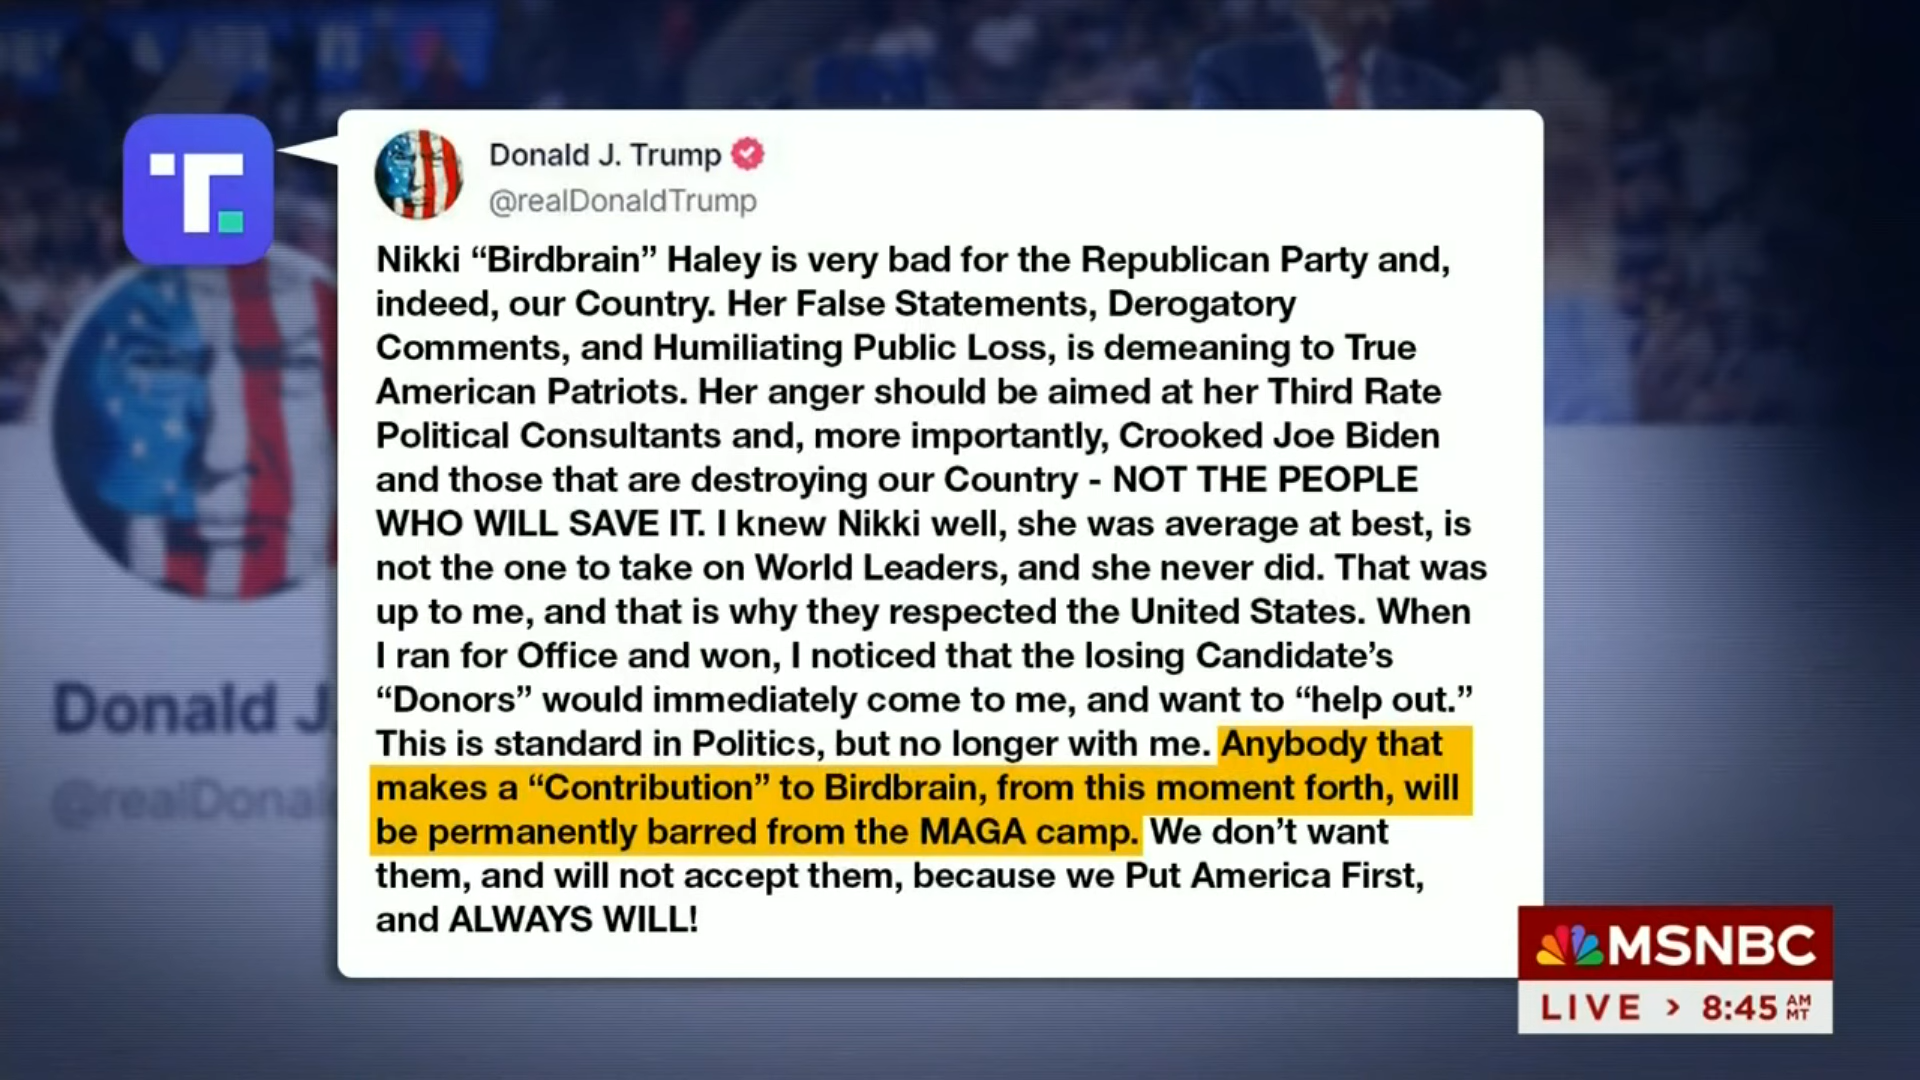 Donald J. Trump
@realDonaldTrump
Nikki “Birdbrain” Haley is very bad for the Republican Party and,
indeed, our Country. Her False Statements, Derogatory
Comments, and Humiliating Public Loss, is demeaning to True
American Patriots. Her anger should be aimed at her Third Rate
Political Consultants and, more importantly, Crooked Joe Biden
and those that are destroying our Country - NOT THE PEOPLE
WHO WILL SAVE IT. I knew Nikki well, she was average at best, is
not the one to take on World Leaders, and she never did. That was
up to me, and that is why they respected the United States. When
I ran for Office and won, I noticed that the losing Candidate’s
“Donors” would immediately come to me, and want to “help out.”
This is standard in Politics, but no longer with me. Anybody that
makes a “Contribution” to Birdbrain, from this moment forth, will
be permanently barred from the MAGA camp. We don’t want
them, and will not accept them, because we Put America First,
and ALWAYS WILL!
Donald J.
@realDonal
MSNBC
LIVE > 8:45 AM MT